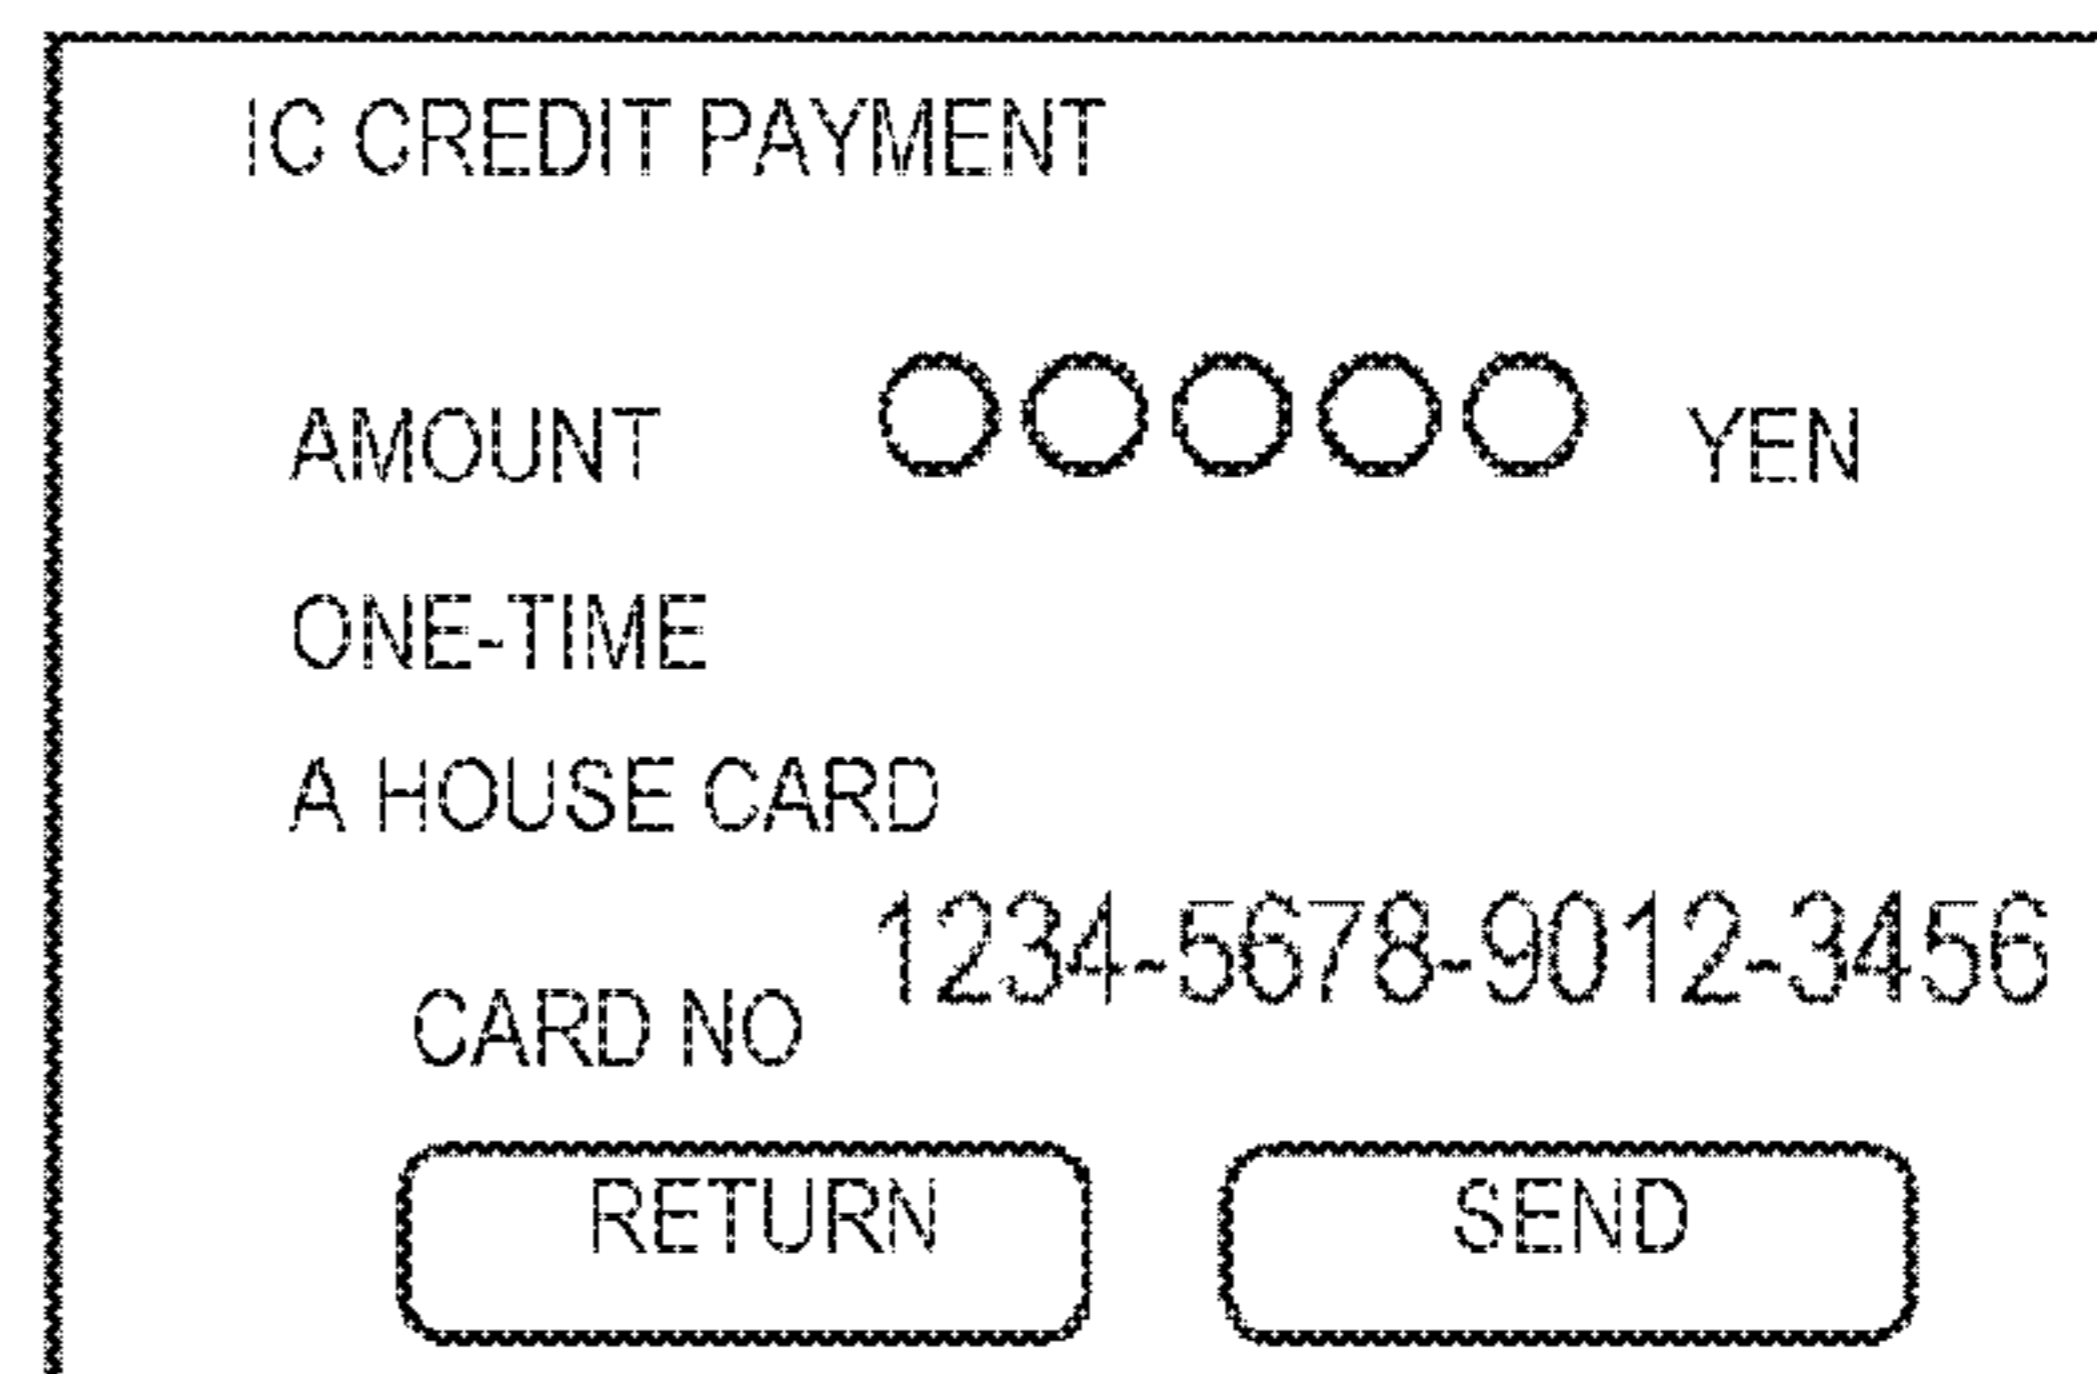 IC CREDIT PAYMENT
AMOUNT ○○○○○ YEN
ONE-TIME
A HOUSE CARD
CARD NO 1234-5678-9012-3456
RETURN SEND